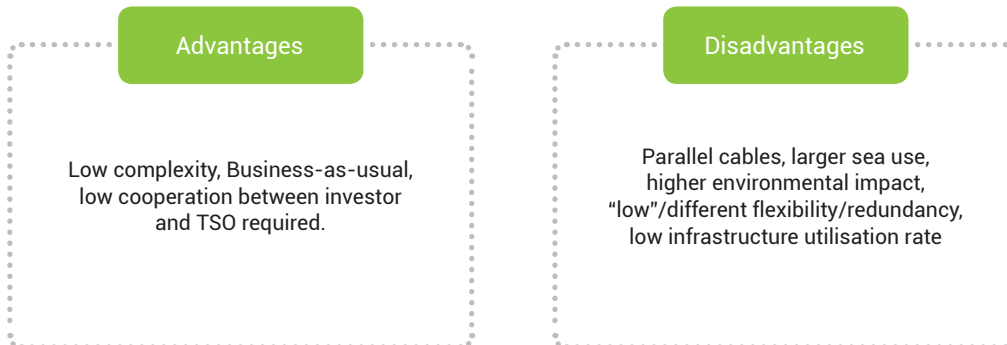 Advantages
Low complexity, Business-as-usual,
low cooperation between investor
and TSO required.
Disadvantages
Parallel cables, larger sea use,
higher environmental impact,
“low”/different flexibility/redundancy,
low infrastructure utilisation rate